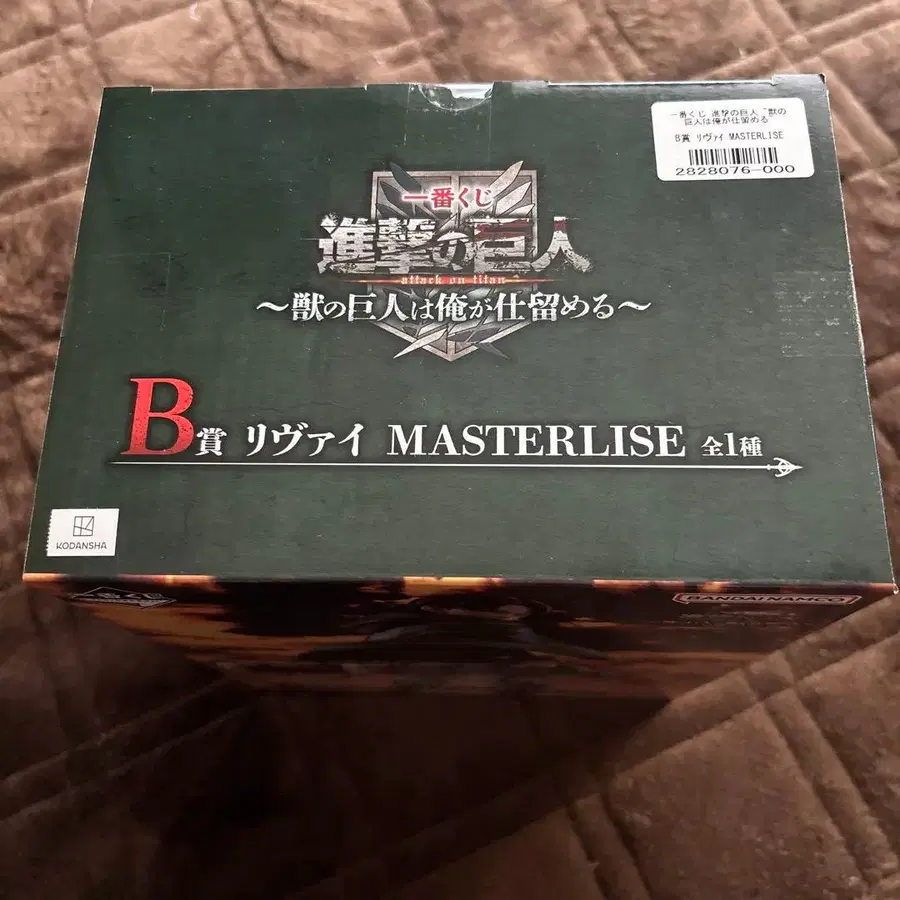 一番くじ 進撃の巨人 "獣の
巨人は俺が仕留める"
B賞 リヴァイ MASTERLISE
2828076-000
一番くじ
進撃の巨人
attack on titan
～獣の巨人は俺が仕留める～
B賞 リヴァイ MASTERLISE 全1種
KODANSHA
BANDAI NAMCO